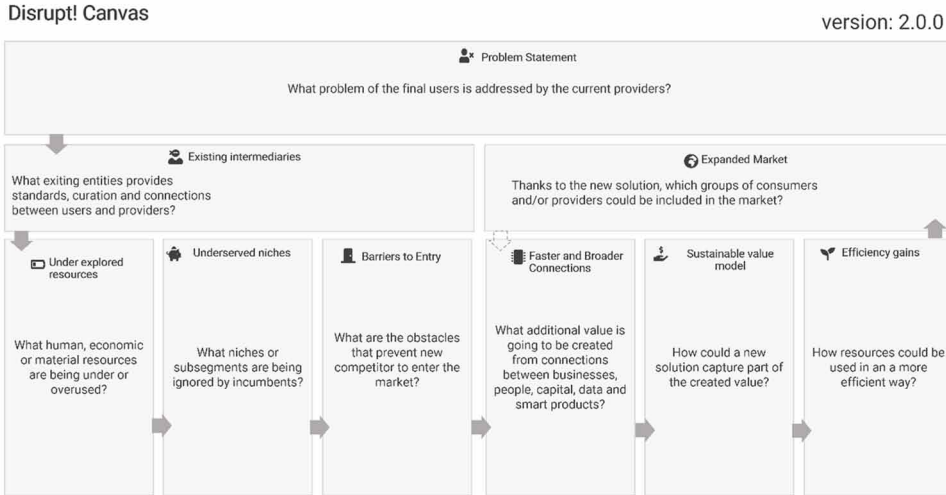 Disrupt! Canvas
version: 2.0.0
Problem Statement
What problem of the final users is addressed by the current providers?
Existing intermediaries
What exiting entities provides
standards, curation and connections
between users and providers?
Expanded Market
Thanks to the new solution, which groups of consumers
and/or providers could be included in the market?
Under explored
resources
What human, economic
or material resources
are being under or
overused?
Underserved niches
What niches or
subsegments are being
ignored by incumbents?
Barriers to Entry
What are the obstacles
that prevent new
competitor to enter the
market?
Faster and Broader
Connections
What additional value is
going to be created
from connections
between businesses,
people, capital, data and
smart products?
Sustainable value
model
How could a new
solution capture part of
the created value?
Efficiency gains
How resources could be
used in an a more
efficient way?